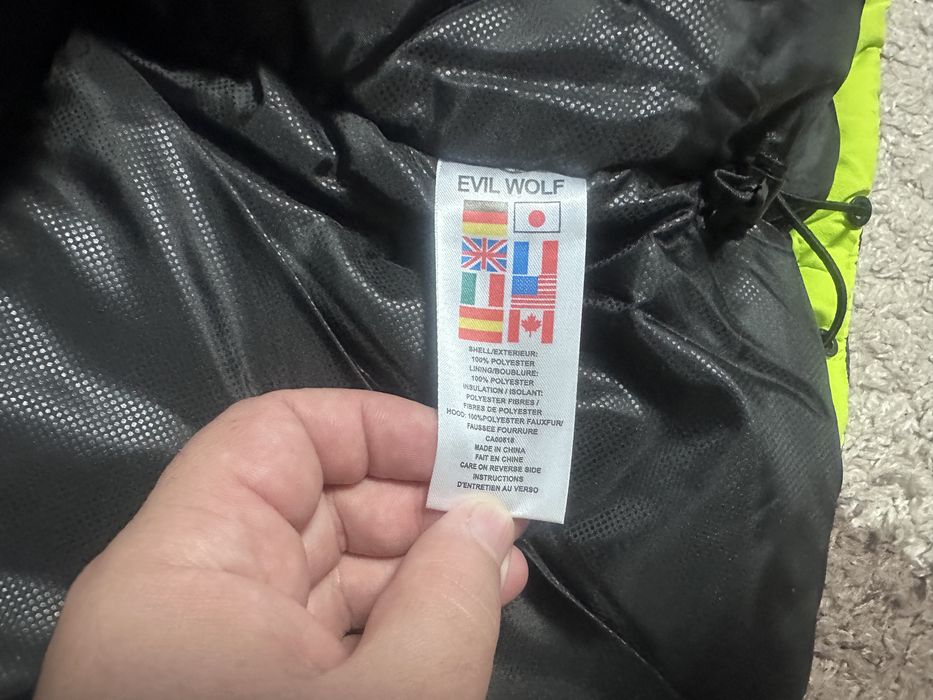 EVIL WOLF
SHELL/EXTERIEUR:
100% POLYESTER
LINING/BOUBLURE:
100% POLYESTER
INSULATION / ISOLANT:
POLYESTER FIBRES /
FIBRES DE POLYESTER
HOOD: 100%POLYESTER FAUXFUR/
FAUSSEE FOURRURE
CA00818
MADE IN CHINA
FAIT EN CHINE
CARE ON REVERSE SIDE
INSTRUCTIONS
D'ENTRETIEN AU VERSO